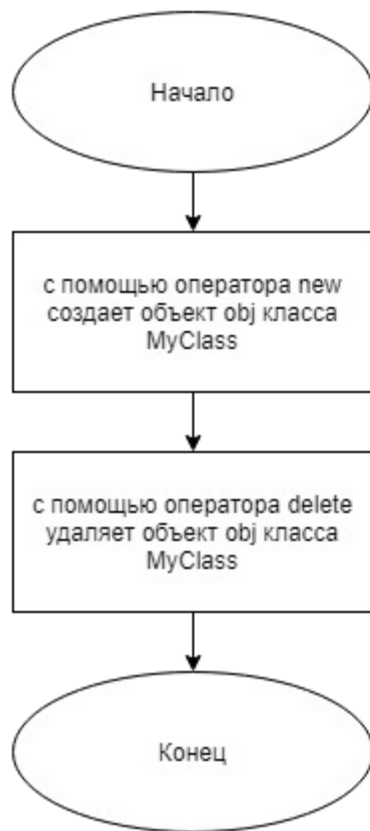 Начало
с помощью оператора new
создает объект obj класса
MyClass
с помощью оператора delete
удаляет объект obj класса
MyClass
Конец